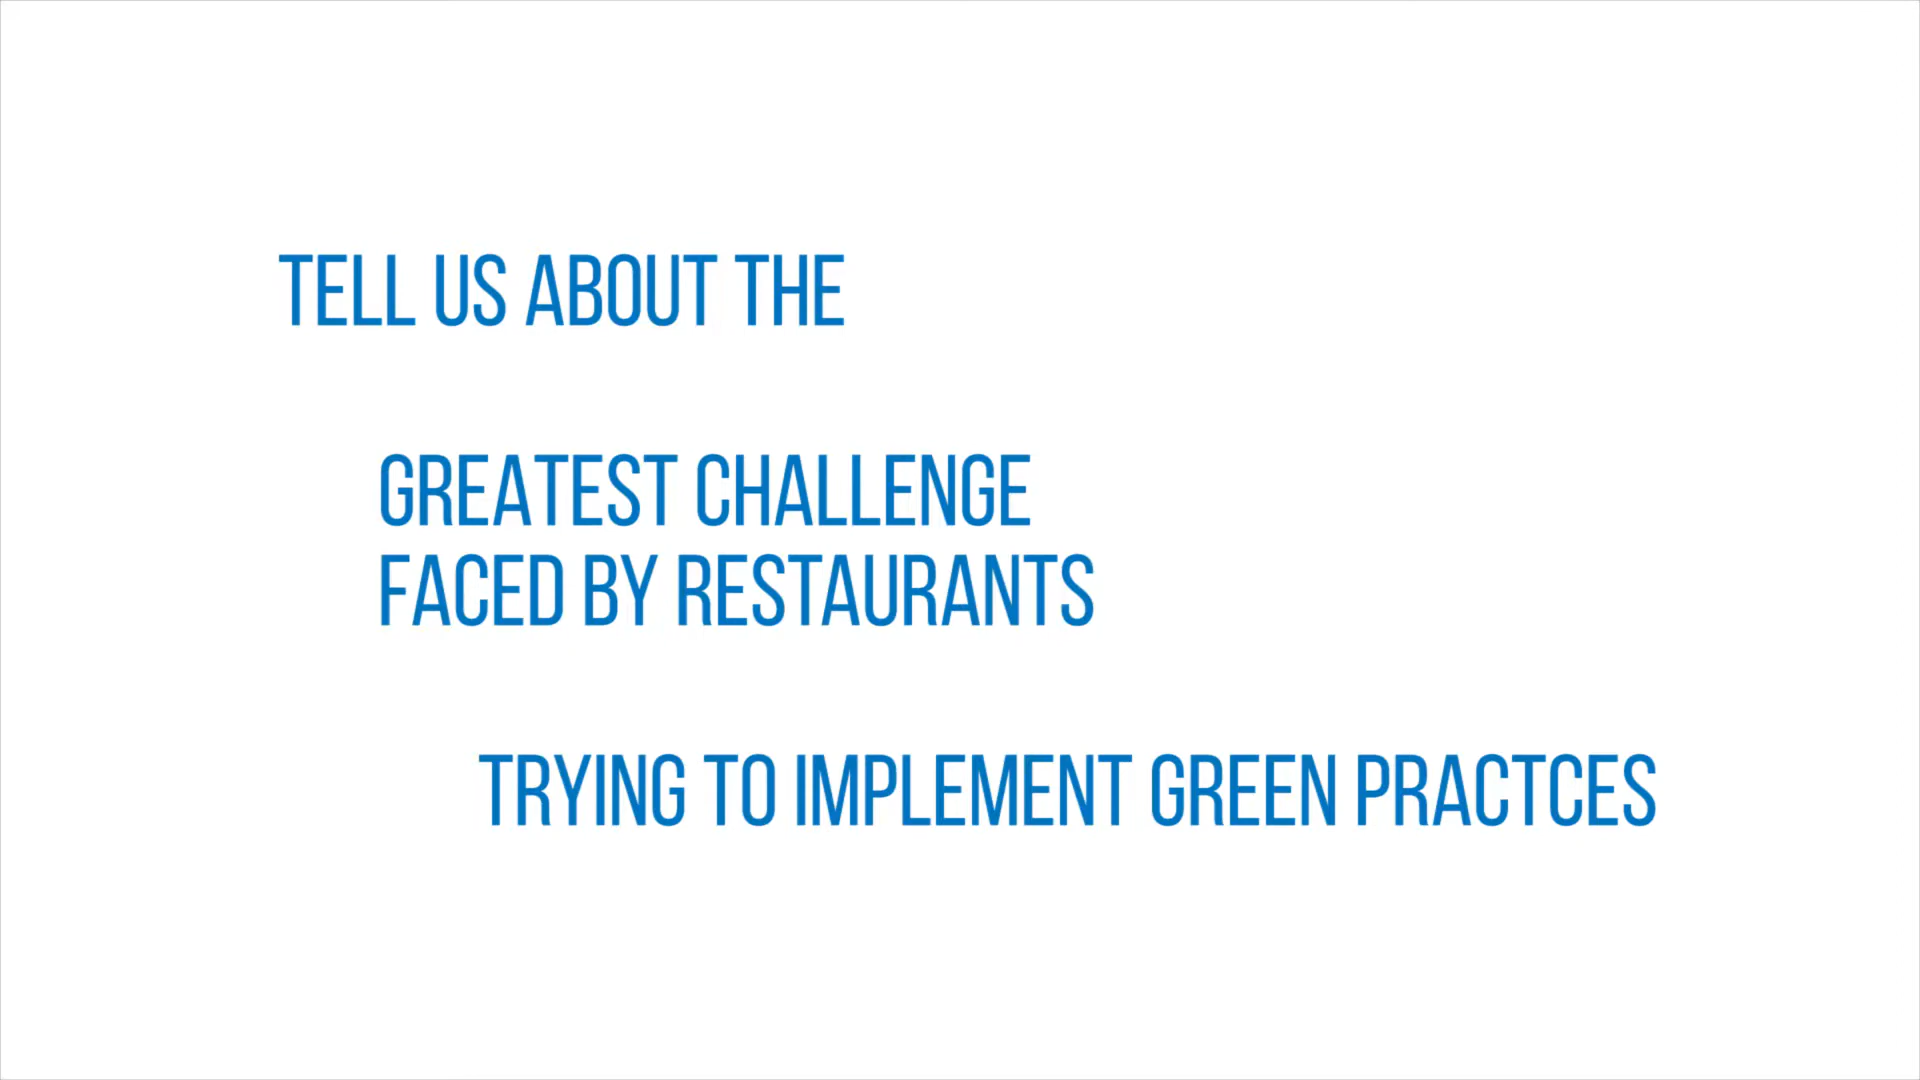 TELL US ABOUT THE
GREATEST CHALLENGE
FACED BY RESTAURANTS
TRYING TO IMPLEMENT GREEN PRACTCES